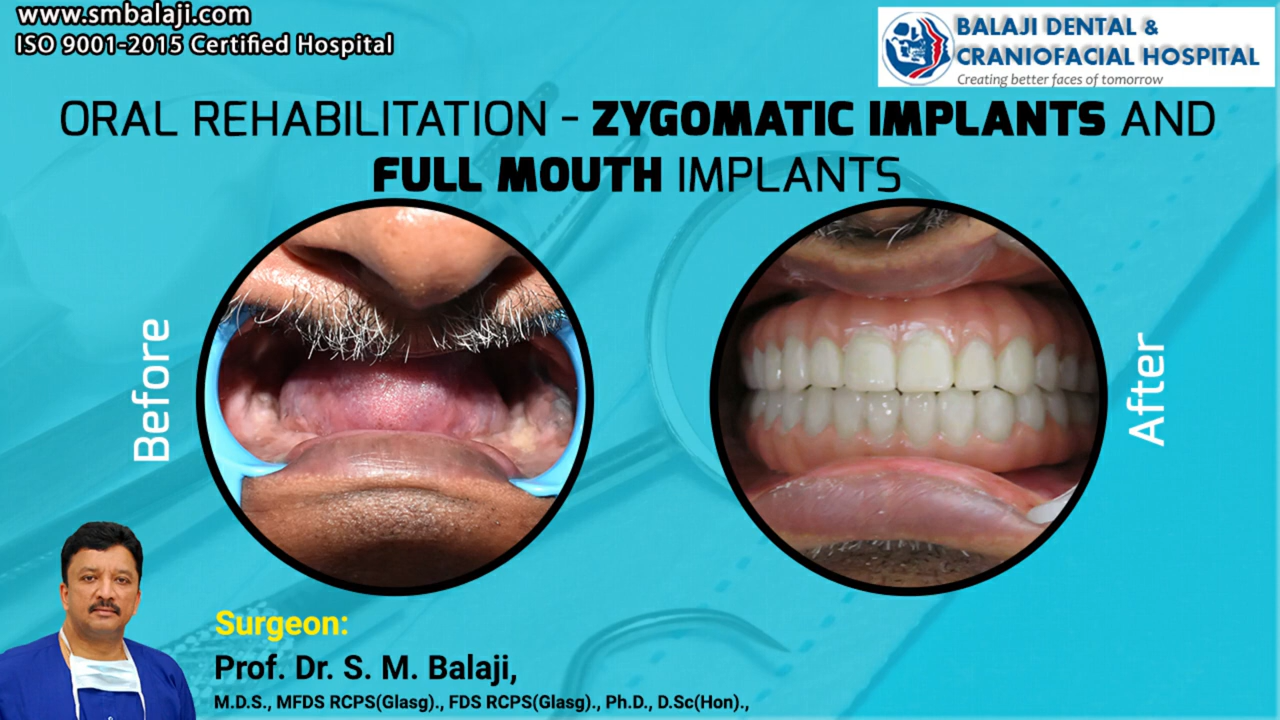 www.smbalaji.com
ISO 9001-2015 Certified Hospital
BALAJI DENTAL &
CRANIOFACIAL HOSPITAL
Creating better faces of tomorrow
ORAL REHABILITATION - ZYGOMATIC IMPLANTS AND
FULL MOUTH IMPLANTS
Before
After
Surgeon:
Prof. Dr. S. M. Balaji,
M.D.S., MFDS RCPS(Glasg)., FDS RCPS(Glasg)., Ph.D., D.Sc(Hon).,